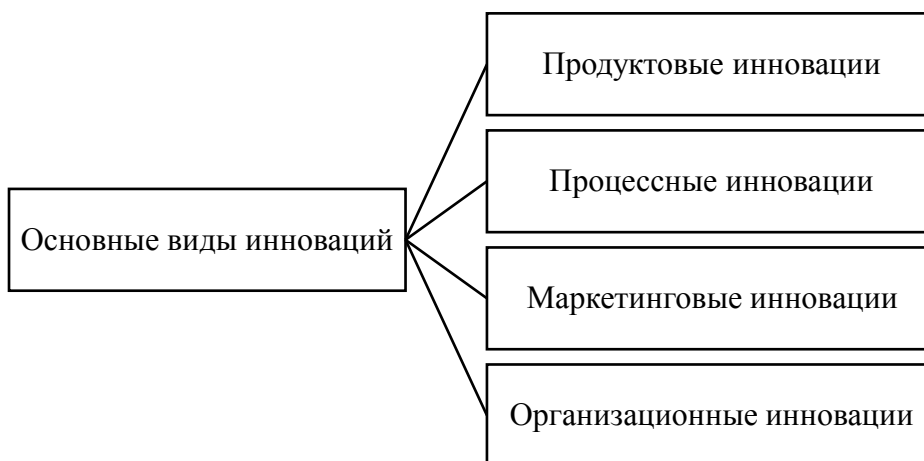 Продуктовые инновации
Процессные инновации
Основные виды инноваций
Маркетинговые инновации
Организационные инновации